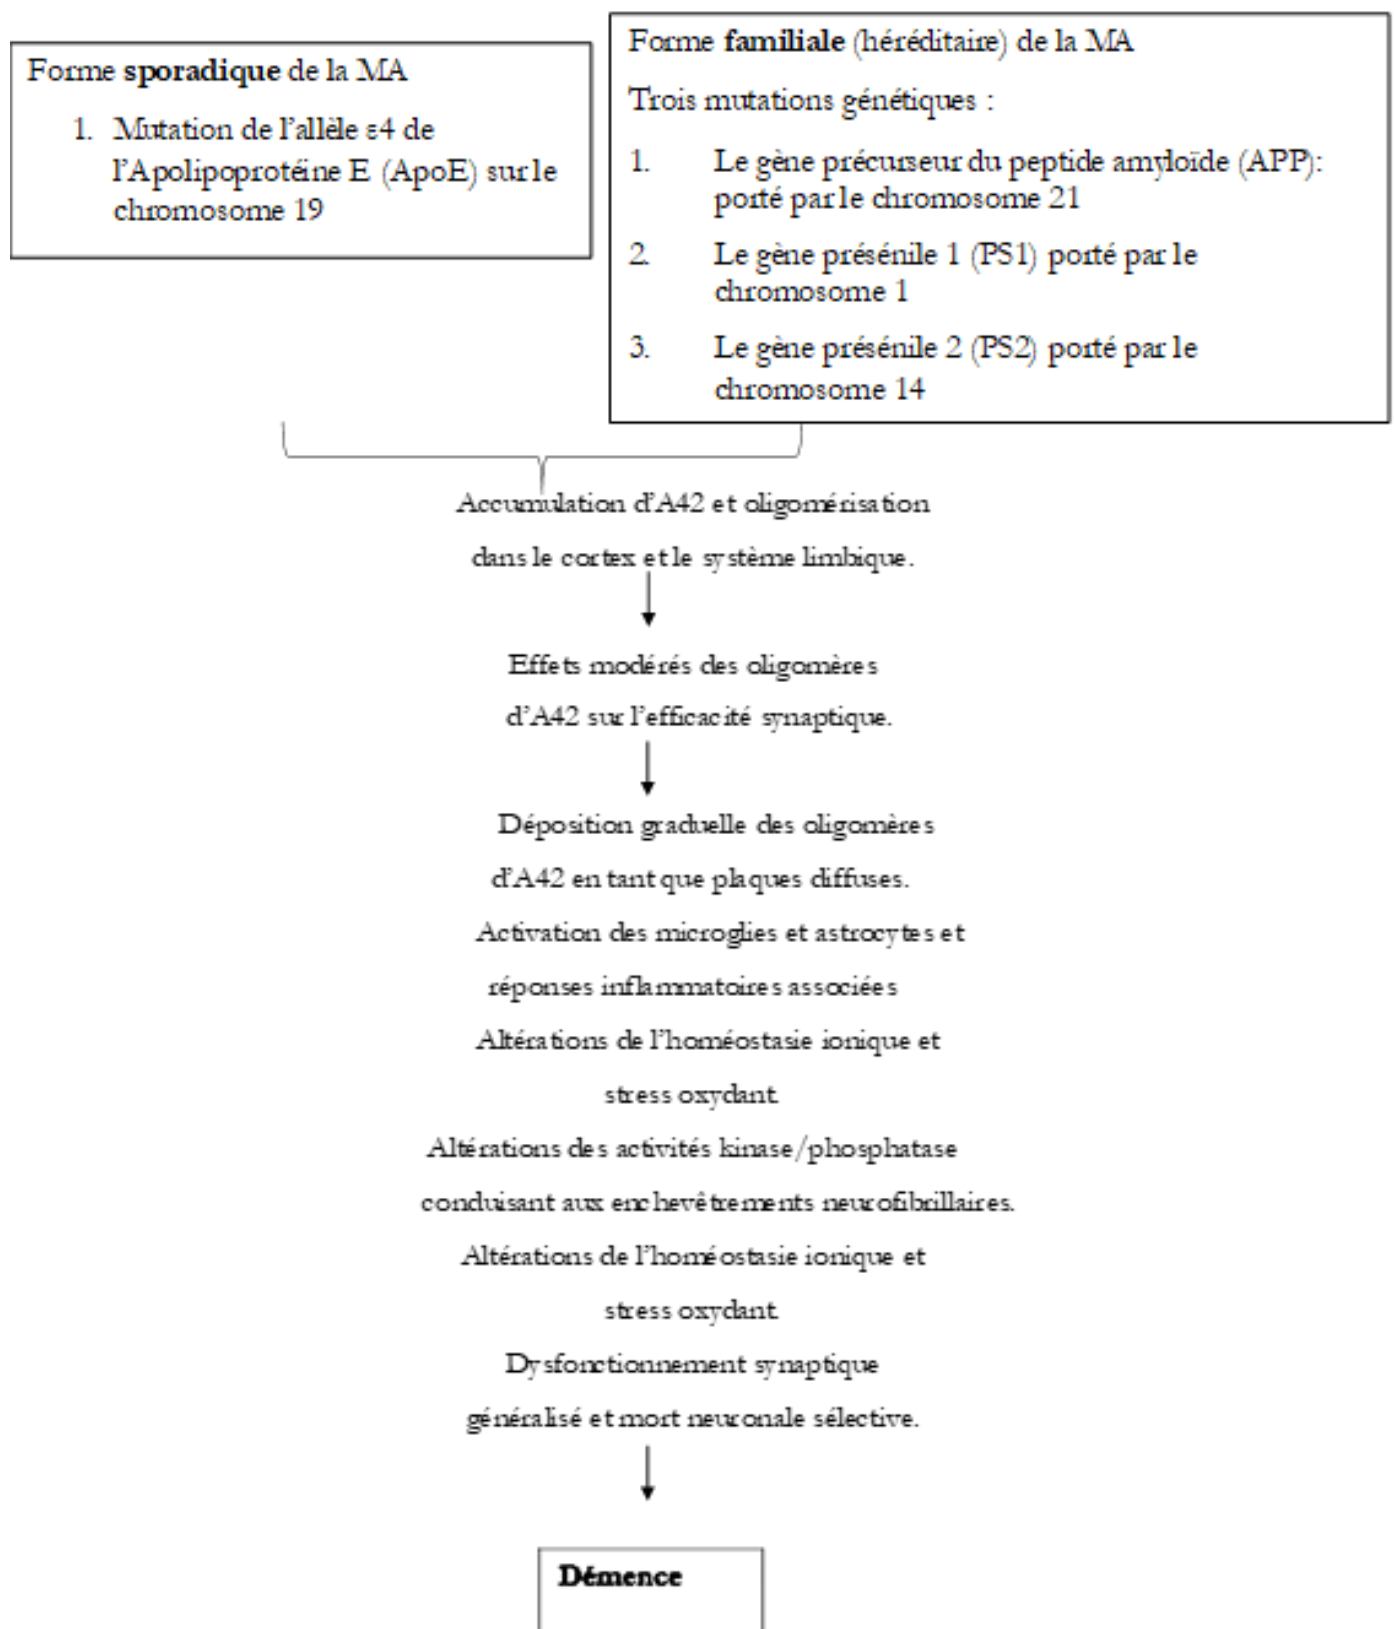 Forme sporadique de la MA
1. Mutation de l'allèle ε4 de
l'Apolipoprotéine E (ApoE) sur le
chromosome 19
Forme familiale (héréditaire) de la MA
Trois mutations génétiques :
1. Le gène précurseur du peptide amyloïde (APP):
porté par le chromosome 21
2. Le gène présénile 1 (PS1) porté par le
chromosome 1
3. Le gène présénile 2 (PS2) porté par le
chromosome 14
Accumulation d'A42 et oligomérisation
dans le cortex et le système limbique.
Effets modérés des oligomères
d'A42 sur l'efficacité synaptique.
Déposition graduelle des oligomères
d'A42 en tant que plaques diffuses.
Activation des microglies et astrocytes et
réponses inflammatoires associées
Altérations de l'homéostasie ionique et
stress oxydant.
Altérations des activités kinase/phosphatase
conduisant aux enchevêtrements neurofibrillaires.
Altérations de l'homéostasie ionique et
stress oxydant.
Dysfonctionnement synaptique
généralisé et mort neuronale sélective.
Démence